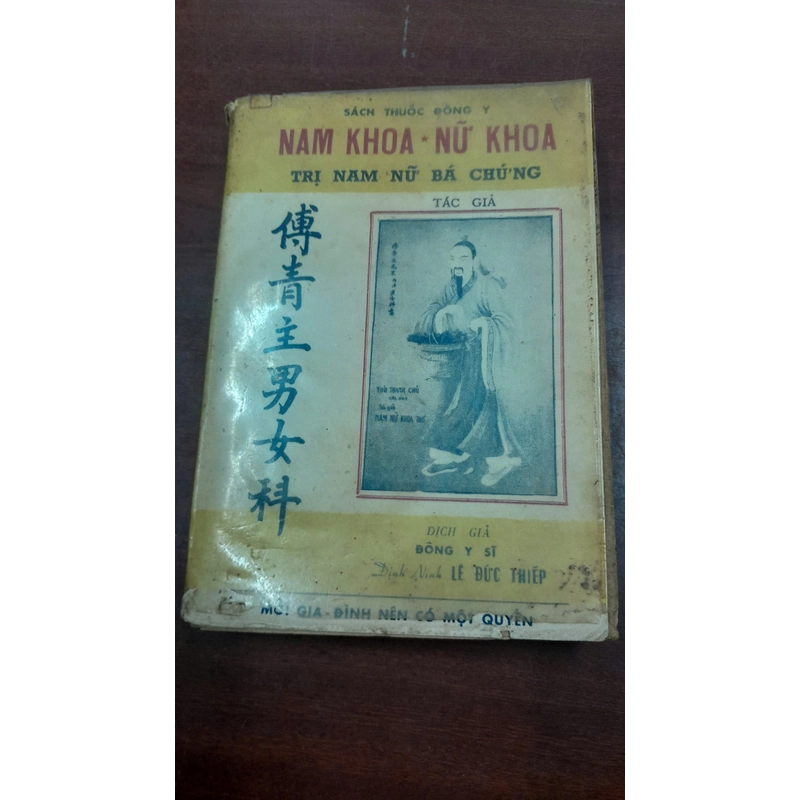 SÁCH THUỐC ĐÔNG Y
NAM KHOA * NỮ KHOA
TRỊ NAM NỮ BÁ CHỨNG
TÁC GIẢ
傅青主男女科
THANH CHỦ
NAM NỮ KHOA
DỊCH GIẢ
ĐÔNG Y SĨ
Định Ninh LÊ ĐỨC THIẾP
MỖI GIA-ĐÌNH NÊN CÓ MỘT QUYỂN